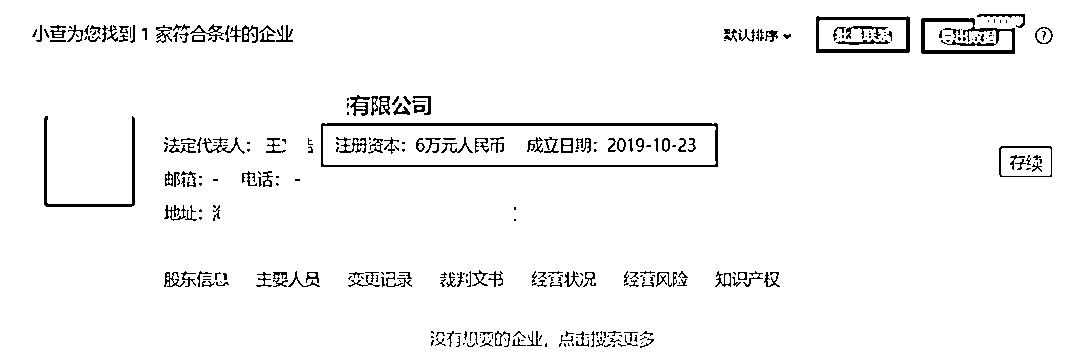 小查为您找到 1 家符合条件的企业
默认排序 批量联系 导出数据 ?
有限公司
法定代表人： 王 注册资本：6万元人民币 成立日期：2019-10-23
存续
邮箱：- 电话：-
地址：
股东信息 主要人员 变更记录 裁判文书 经营状况 经营风险 知识产权
没有想要的企业，点击搜索更多